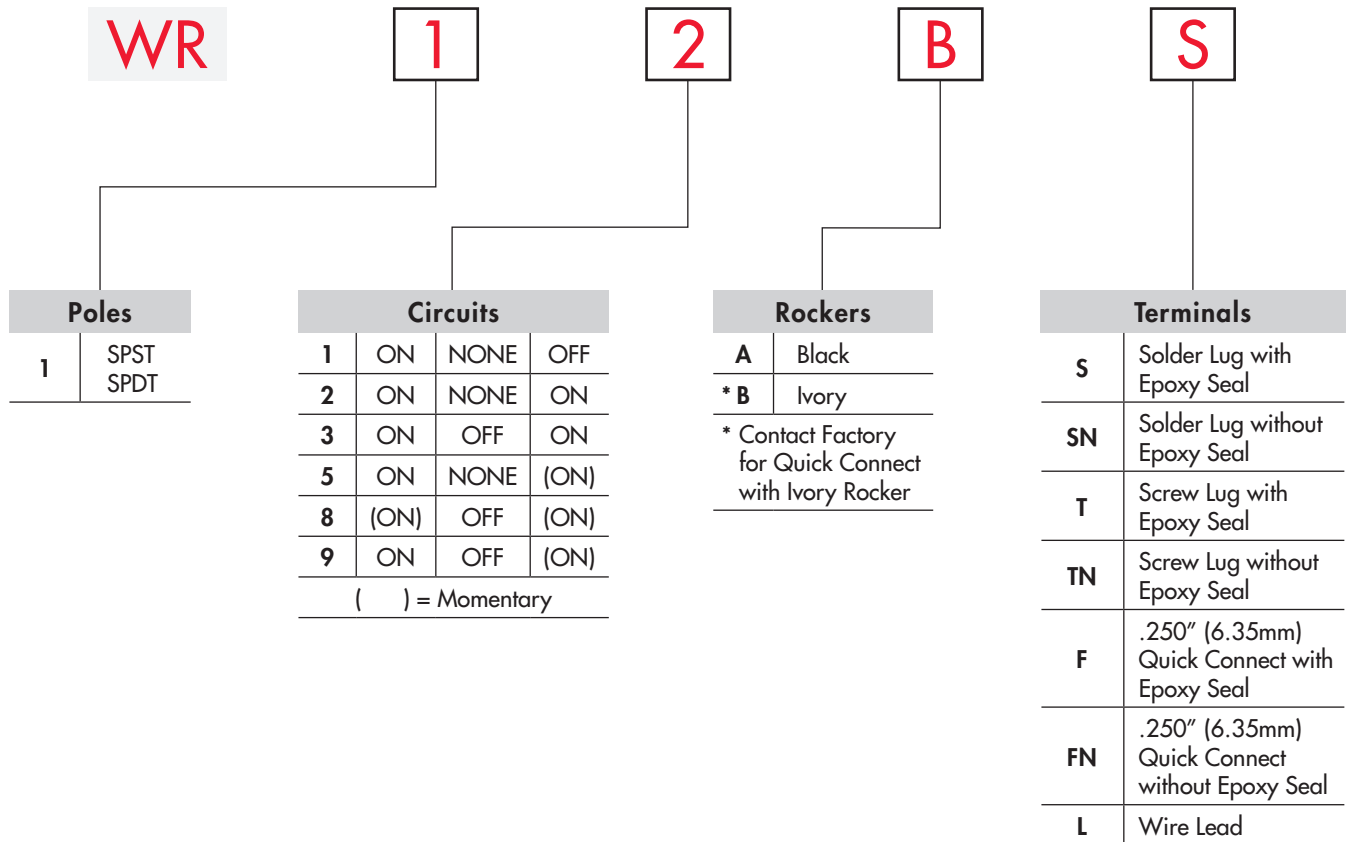 WR 1 2 B S
Poles
1 SPST
SPDT
Circuits
1 ON NONE OFF
2 ON NONE ON
3 ON OFF ON
5 ON NONE (ON)
8 (ON) OFF (ON)
9 ON OFF (ON)
( ) = Momentary
Rockers
A Black
* B Ivory
* Contact Factory
for Quick Connect
with Ivory Rocker
Terminals
S Solder Lug with
Epoxy Seal
SN Solder Lug without
Epoxy Seal
T Screw Lug with
Epoxy Seal
TN Screw Lug without
Epoxy Seal
F .250" (6.35mm)
Quick Connect with
Epoxy Seal
FN .250" (6.35mm)
Quick Connect
without Epoxy Seal
L Wire Lead